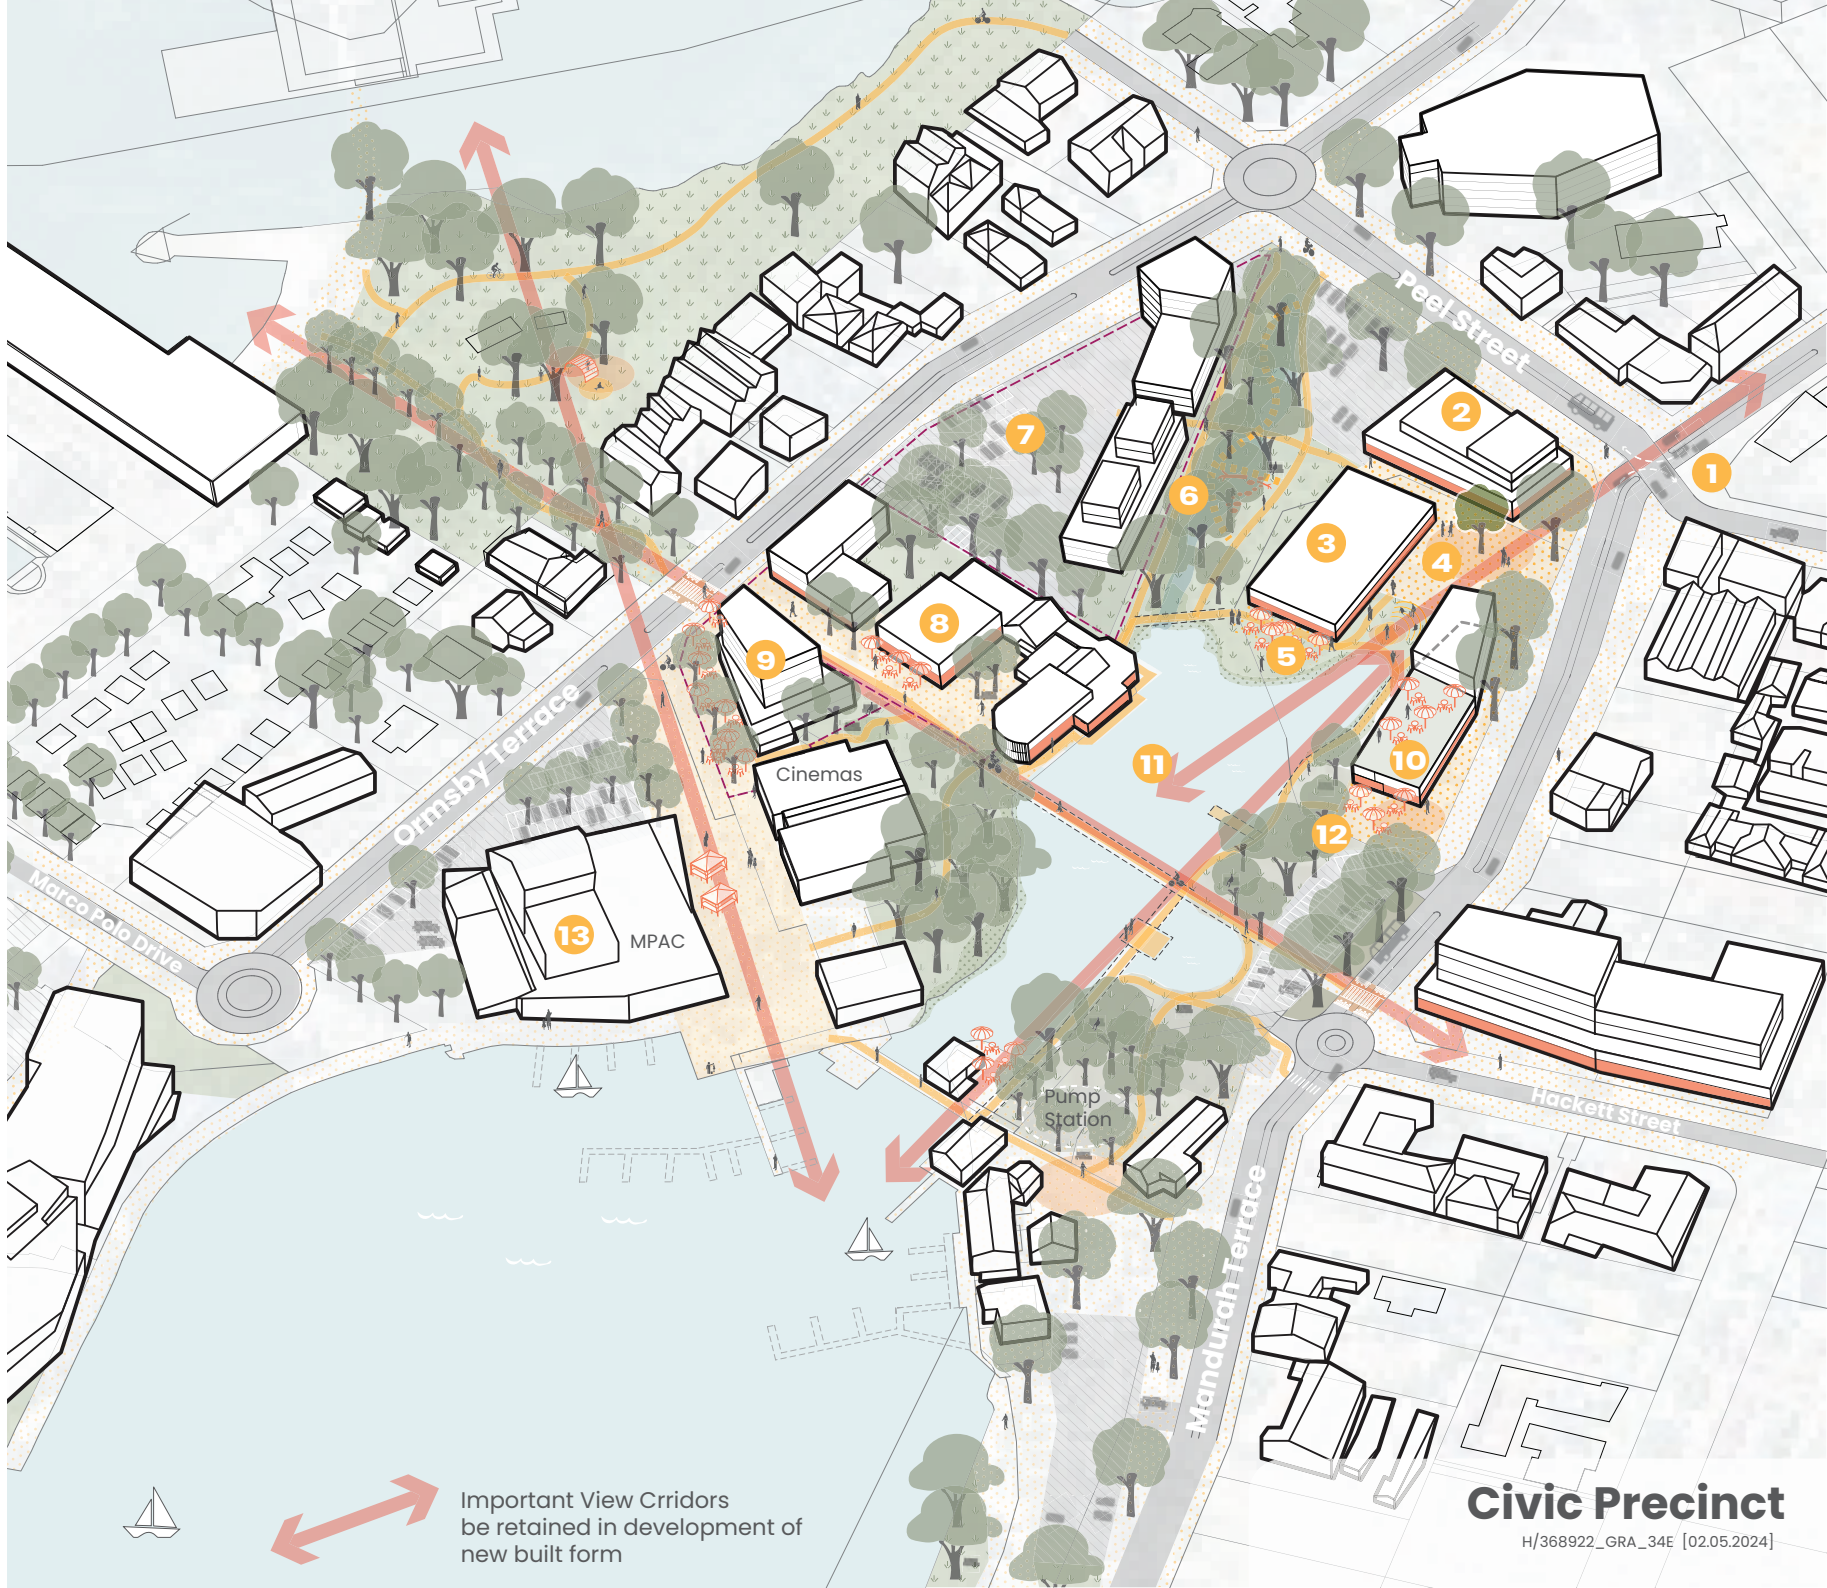 Peel Street
2
1
7
6
3
4
8
5
9
Ormsby Terrace
11
10
Cinemas
12
Marco Polo Drive
13
MPAC
Pump
Station
Hackett Street
Mandurah Terrace
Important View Crridors
be retained in development of
new built form
Civic Precinct
H/368922_GRA_34E [02.05.2024]